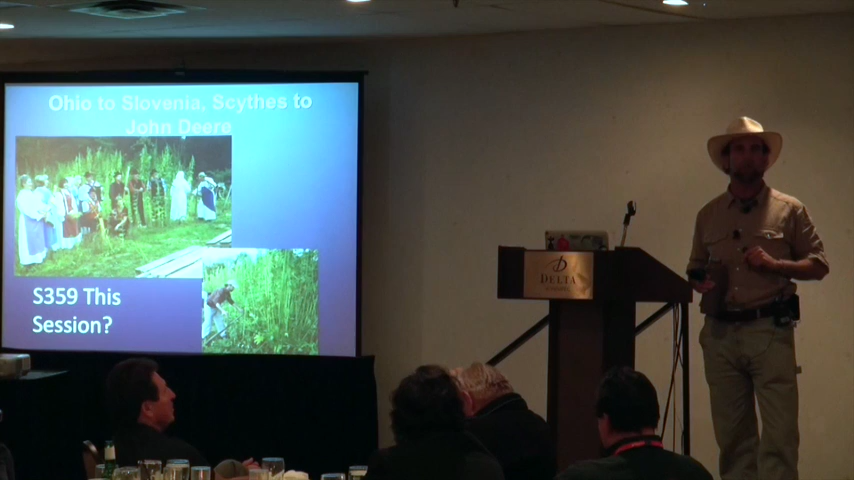 Ohio to Slovenia, Scythes to
John Deere
S359 This
Session?
DELTA